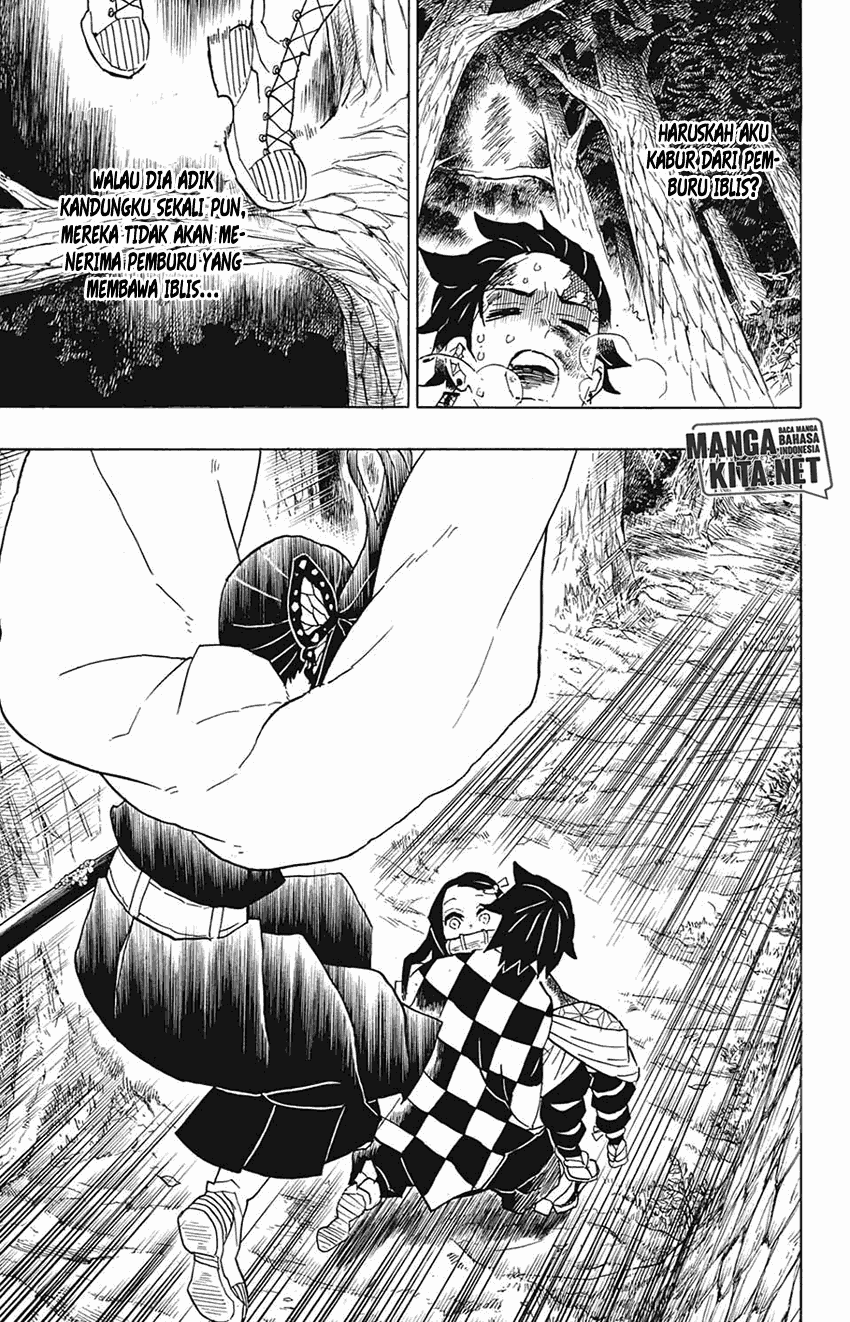 HARUSKAH AKU
KABUR DARI PEM-
BURU IBLIS?
WALAU DIA ADIK
KANDUNGKU SEKALI PUN,
MEREKA TIDAK AKAN ME-
NERIMA PEMBURU YANG
MEMBAWA IBLIS...
MANGA
KITA.NET
BACA MANGA
BAHASA
INDONESIA